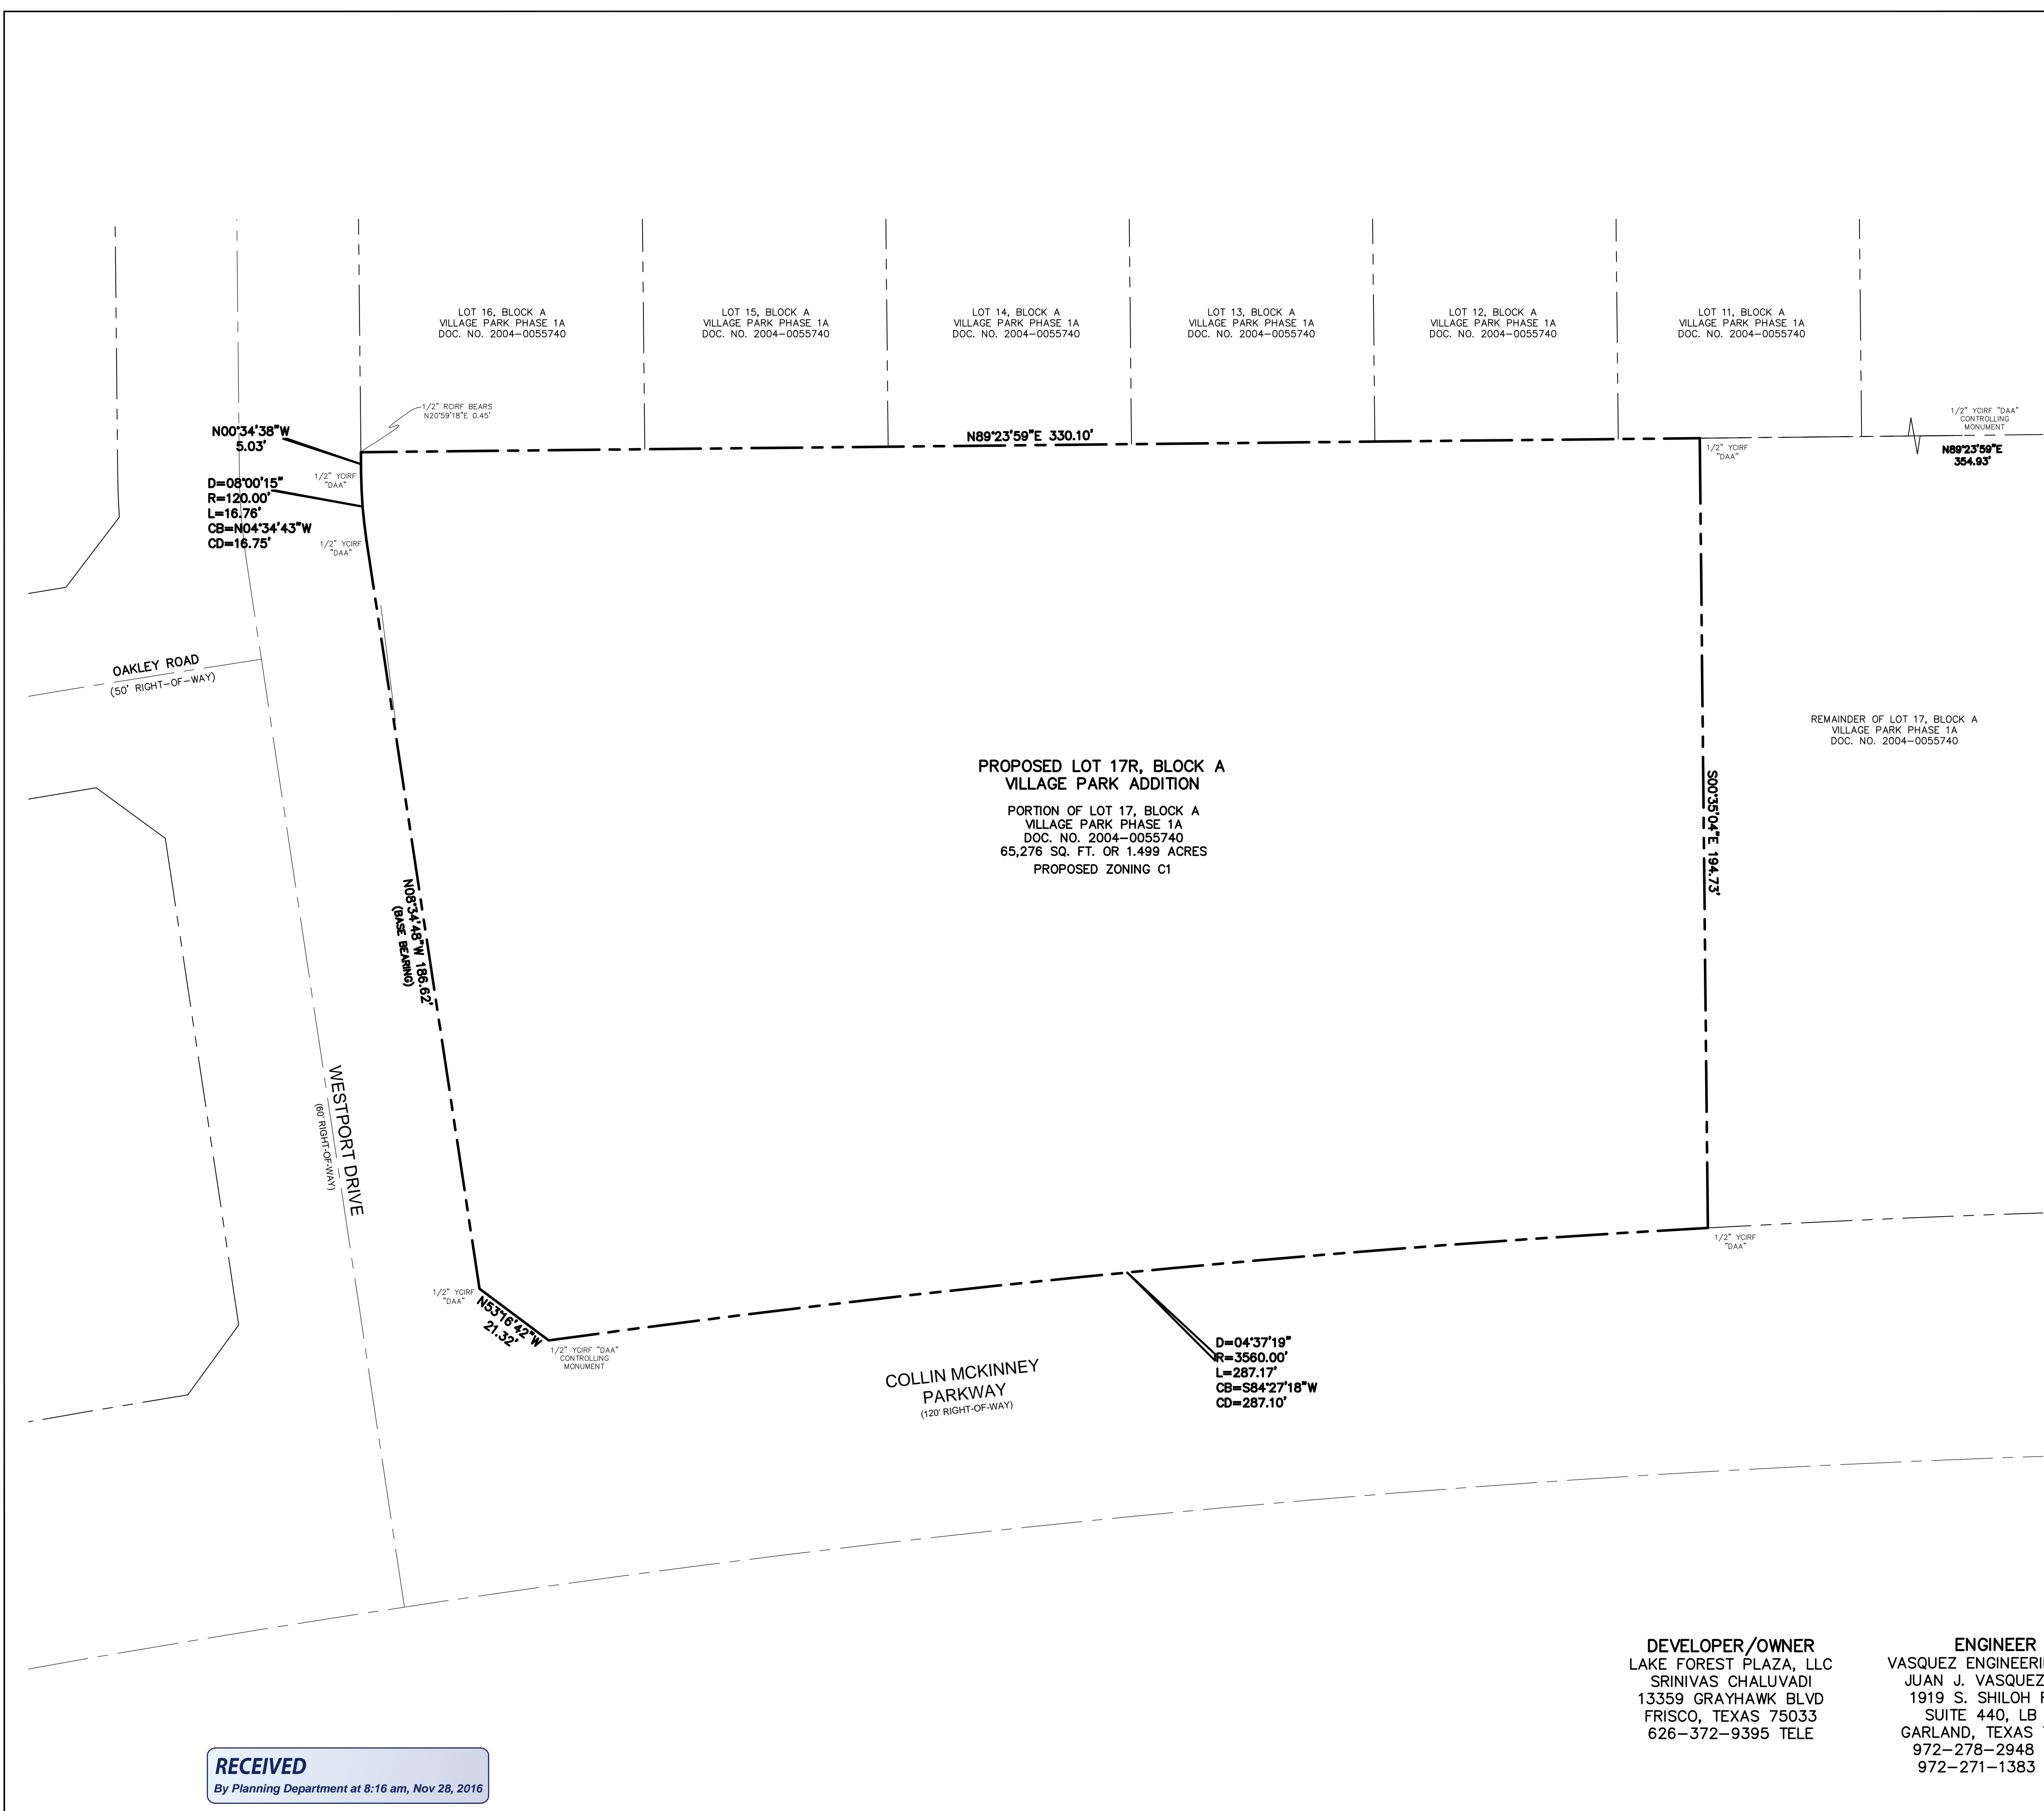 LOT 16, BLOCK A
VILLAGE PARK PHASE 1A
DOC. NO. 2004-0055740
LOT 15, BLOCK A
VILLAGE PARK PHASE 1A
DOC. NO. 2004-0055740
LOT 14, BLOCK A
VILLAGE PARK PHASE 1A
DOC. NO. 2004-0055740
LOT 13, BLOCK A
VILLAGE PARK PHASE 1A
DOC. NO. 2004-0055740
LOT 12, BLOCK A
VILLAGE PARK PHASE 1A
DOC. NO. 2004-0055740
LOT 11, BLOCK A
VILLAGE PARK PHASE 1A
DOC. NO. 2004-0055740
1/2" RCIRF BEARS
N20°59'18"E 0.45'
N00°34'38"W
5.03'
N89°23'59"E 330.10'
1/2" YCIRF "DAA"
CONTROLLING
MONUMENT
N89°23'59"E
354.93'
1/2" YCIRF
"DAA"
1/2" YCIRF
"DAA"
D=08°00'15"
R=120.00'
L=16.76'
CB=N04°34'43"W
CD=16.75'
1/2" YCIRF
"DAA"
OAKLEY ROAD
(50' RIGHT-OF-WAY)
REMAINDER OF LOT 17, BLOCK A
VILLAGE PARK PHASE 1A
DOC. NO. 2004-0055740
PROPOSED LOT 17R, BLOCK A
VILLAGE PARK ADDITION
PORTION OF LOT 17, BLOCK A
VILLAGE PARK PHASE 1A
DOC. NO. 2004-0055740
65,276 SQ. FT. OR 1.499 ACRES
PROPOSED ZONING C1
S00°35'04"E 194.73'
N08°34'48"W 186.62'
(BASE BEARING)
WESTPORT DRIVE
(60' RIGHT-OF-WAY)
1/2" YCIRF
"DAA"
1/2" YCIRF
"DAA"
N53°16'42"W
21.32'
1/2" YCIRF "DAA"
CONTROLLING
MONUMENT
COLLIN MCKINNEY
PARKWAY
(120' RIGHT-OF-WAY)
D=04°37'19"
R=3560.00'
L=287.17'
CB=S84°27'18"W
CD=287.10'
DEVELOPER/OWNER
LAKE FOREST PLAZA, LLC
SRINIVAS CHALUVADI
13359 GRAYHAWK BLVD
FRISCO, TEXAS 75033
626-372-9395 TELE
ENGINEER
VASQUEZ ENGINEERI
JUAN J. VASQUEZ
1919 S. SHILOH
SUITE 440, LB
GARLAND, TEXAS
972-278-2948
972-271-1383
RECEIVED
By Planning Department at 8:16 am, Nov 28, 2016